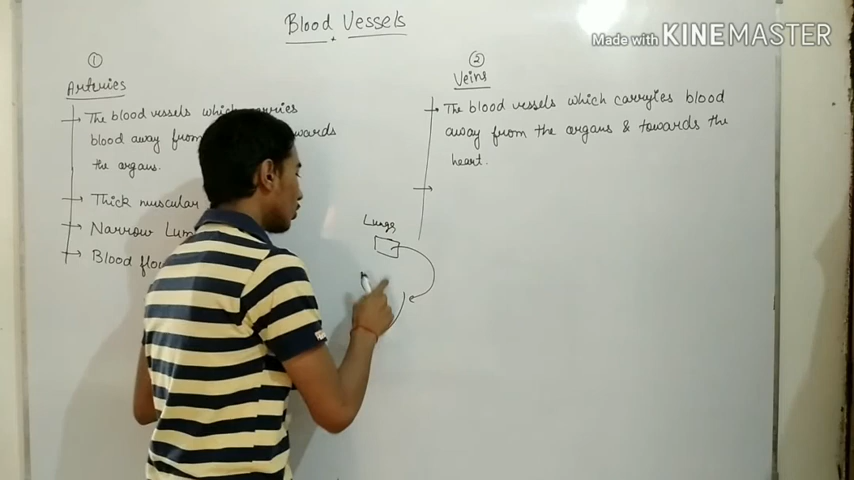 Blood Vessels
Made with KINEMASTER
①
Arteries
→ The blood vessels which carries
blood away from wards
the organs.
→ Thick muscular
→ Narrow Lum
→ Blood flo
②
Veins
→ The blood vessels which carryies blood
away from the organs & towards the
heart.
→
Lungs